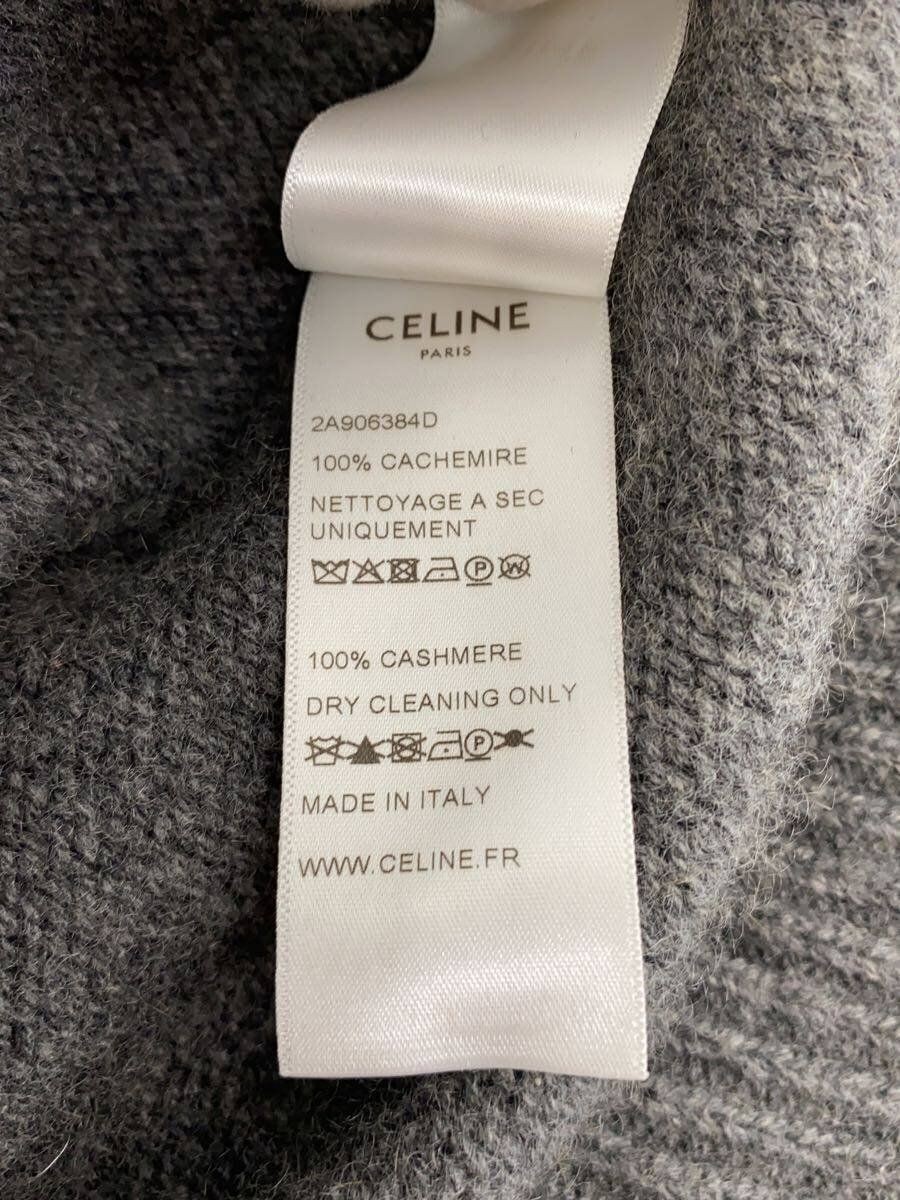 CELINE
PARIS
2A906384D
100% CACHEMIRE
NETTOYAGE A SEC
UNIQUEMENT
P W
100% CASHMERE
DRY CLEANING ONLY
P
MADE IN ITALY
WWW.CELINE.FR